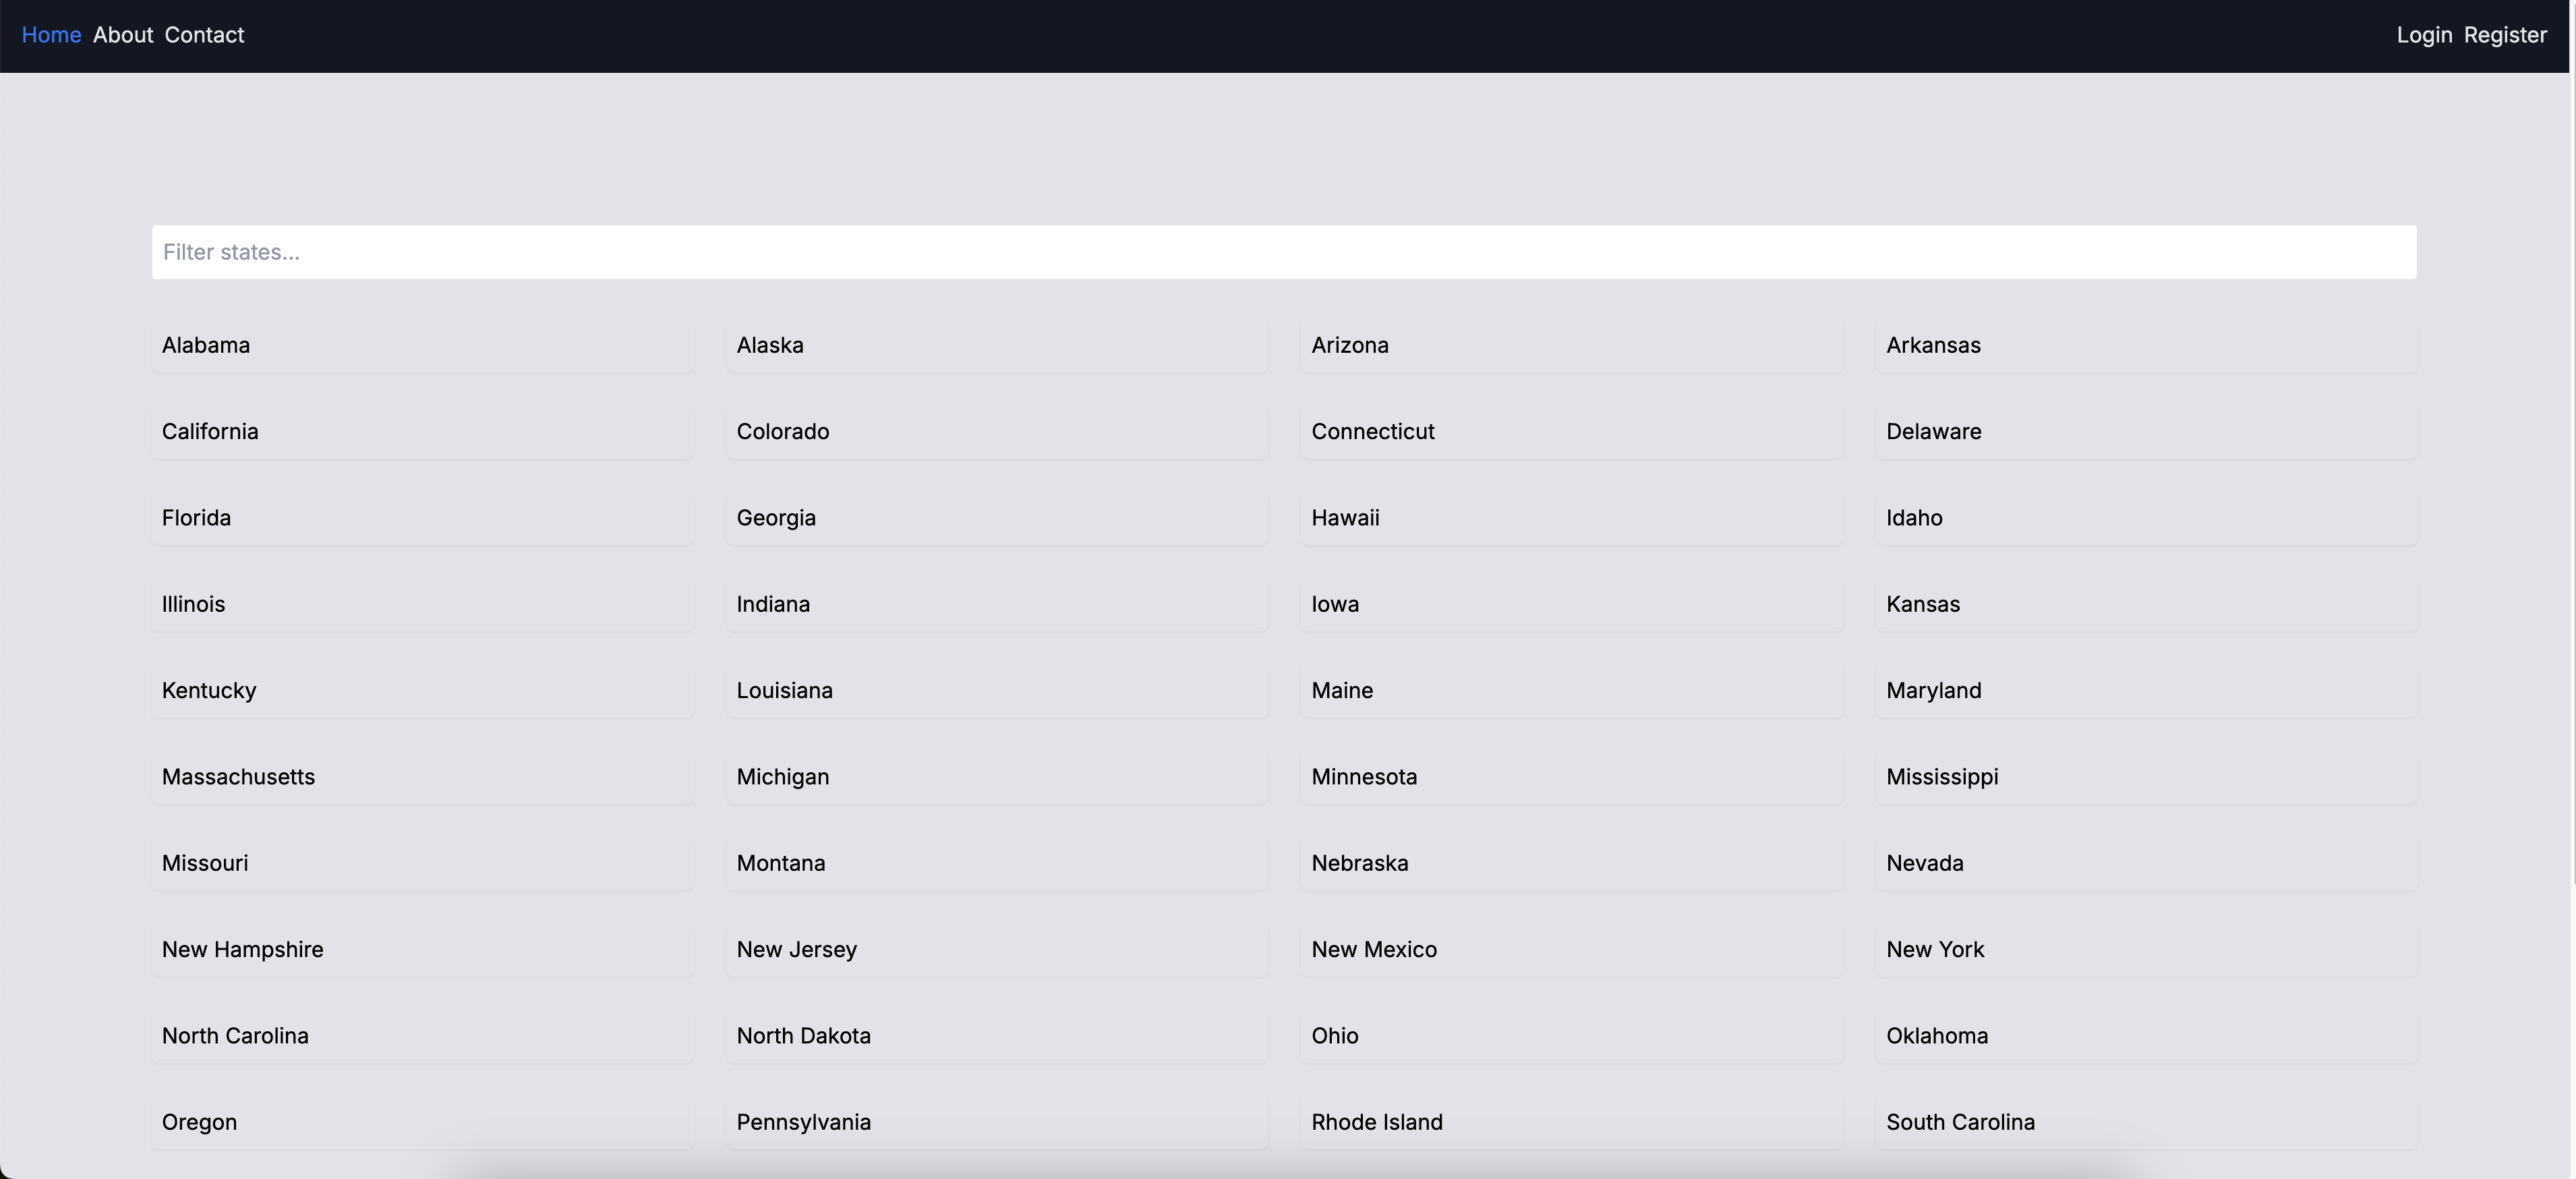 Home About Contact Login Register
Filter states...
Alabama Alaska Arizona Arkansas
California Colorado Connecticut Delaware
Florida Georgia Hawaii Idaho
Illinois Indiana Iowa Kansas
Kentucky Louisiana Maine Maryland
Massachusetts Michigan Minnesota Mississippi
Missouri Montana Nebraska Nevada
New Hampshire New Jersey New Mexico New York
North Carolina North Dakota Ohio Oklahoma
Oregon Pennsylvania Rhode Island South Carolina